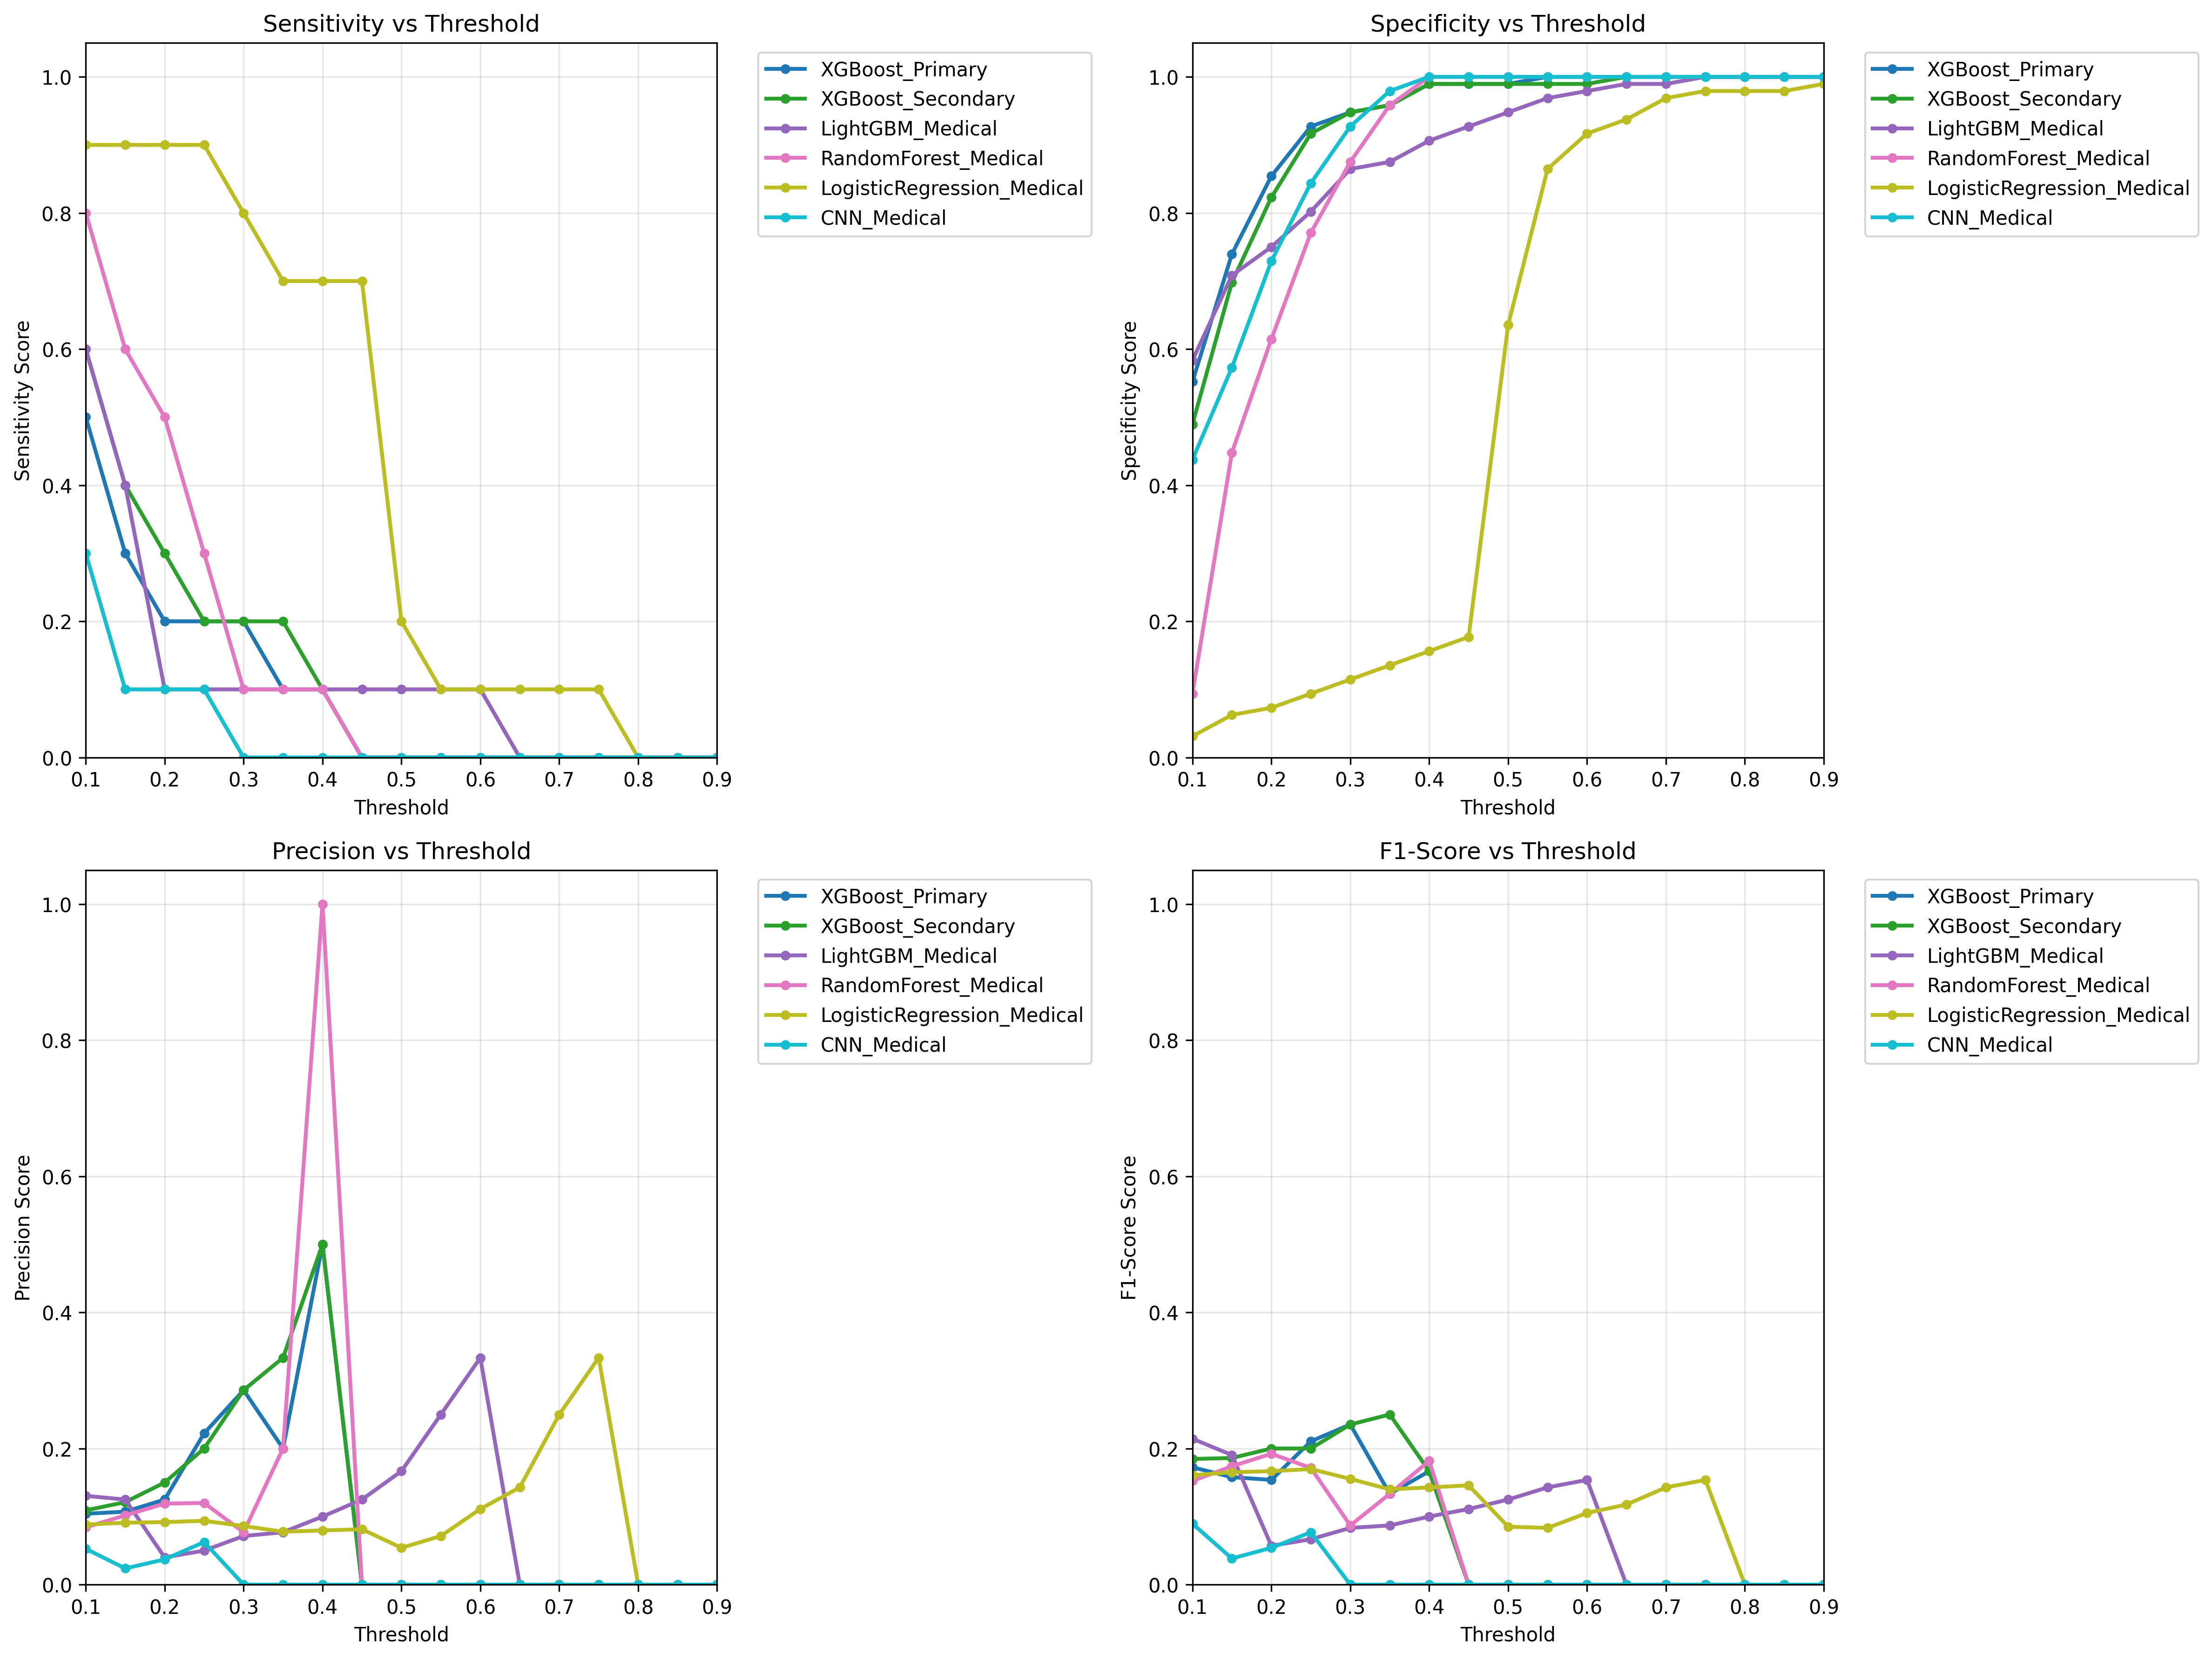 Sensitivity vs Threshold
1.0
0.8
0.6
0.4
0.2
0.0
Sensitivity Score
0.1 0.2 0.3 0.4 0.5 0.6 0.7 0.8 0.9
Threshold
XGBoost_Primary
XGBoost_Secondary
LightGBM_Medical
RandomForest_Medical
LogisticRegression_Medical
CNN_Medical
Specificity vs Threshold
1.0
0.8
0.6
0.4
0.2
0.0
Specificity Score
0.1 0.2 0.3 0.4 0.5 0.6 0.7 0.8 0.9
Threshold
XGBoost_Primary
XGBoost_Secondary
LightGBM_Medical
RandomForest_Medical
LogisticRegression_Medical
CNN_Medical
Precision vs Threshold
1.0
0.8
0.6
0.4
0.2
0.0
Precision Score
0.1 0.2 0.3 0.4 0.5 0.6 0.7 0.8 0.9
Threshold
XGBoost_Primary
XGBoost_Secondary
LightGBM_Medical
RandomForest_Medical
LogisticRegression_Medical
CNN_Medical
F1-Score vs Threshold
1.0
0.8
0.6
0.4
0.2
0.0
F1-Score Score
0.1 0.2 0.3 0.4 0.5 0.6 0.7 0.8 0.9
Threshold
XGBoost_Primary
XGBoost_Secondary
LightGBM_Medical
RandomForest_Medical
LogisticRegression_Medical
CNN_Medical